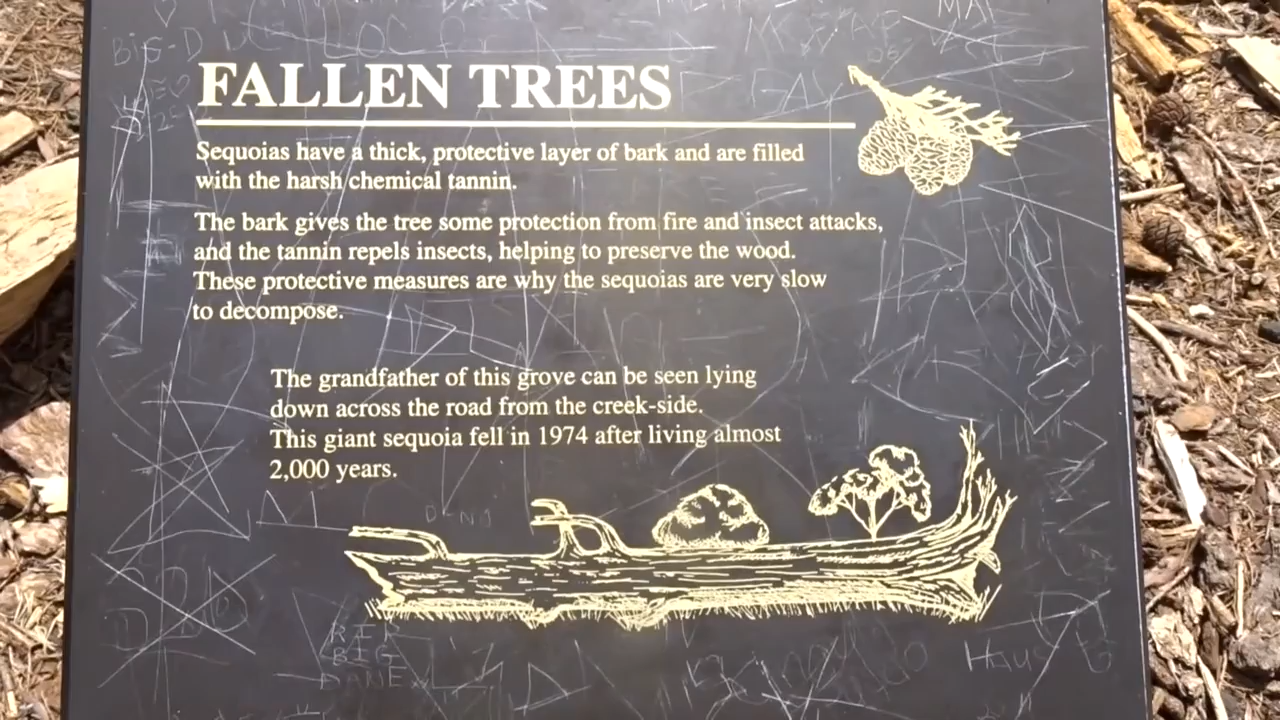 BIG-D
FALLEN TREES
Sequoias have a thick, protective layer of bark and are filled
with the harsh chemical tannin.
The bark gives the tree some protection from fire and insect attacks,
and the tannin repels insects, helping to preserve the wood.
These protective measures are why the sequoias are very slow
to decompose.
The grandfather of this grove can be seen lying
down across the road from the creek-side.
This giant sequoia fell in 1974 after living almost
2,000 years.
RIP
BIG
DANE